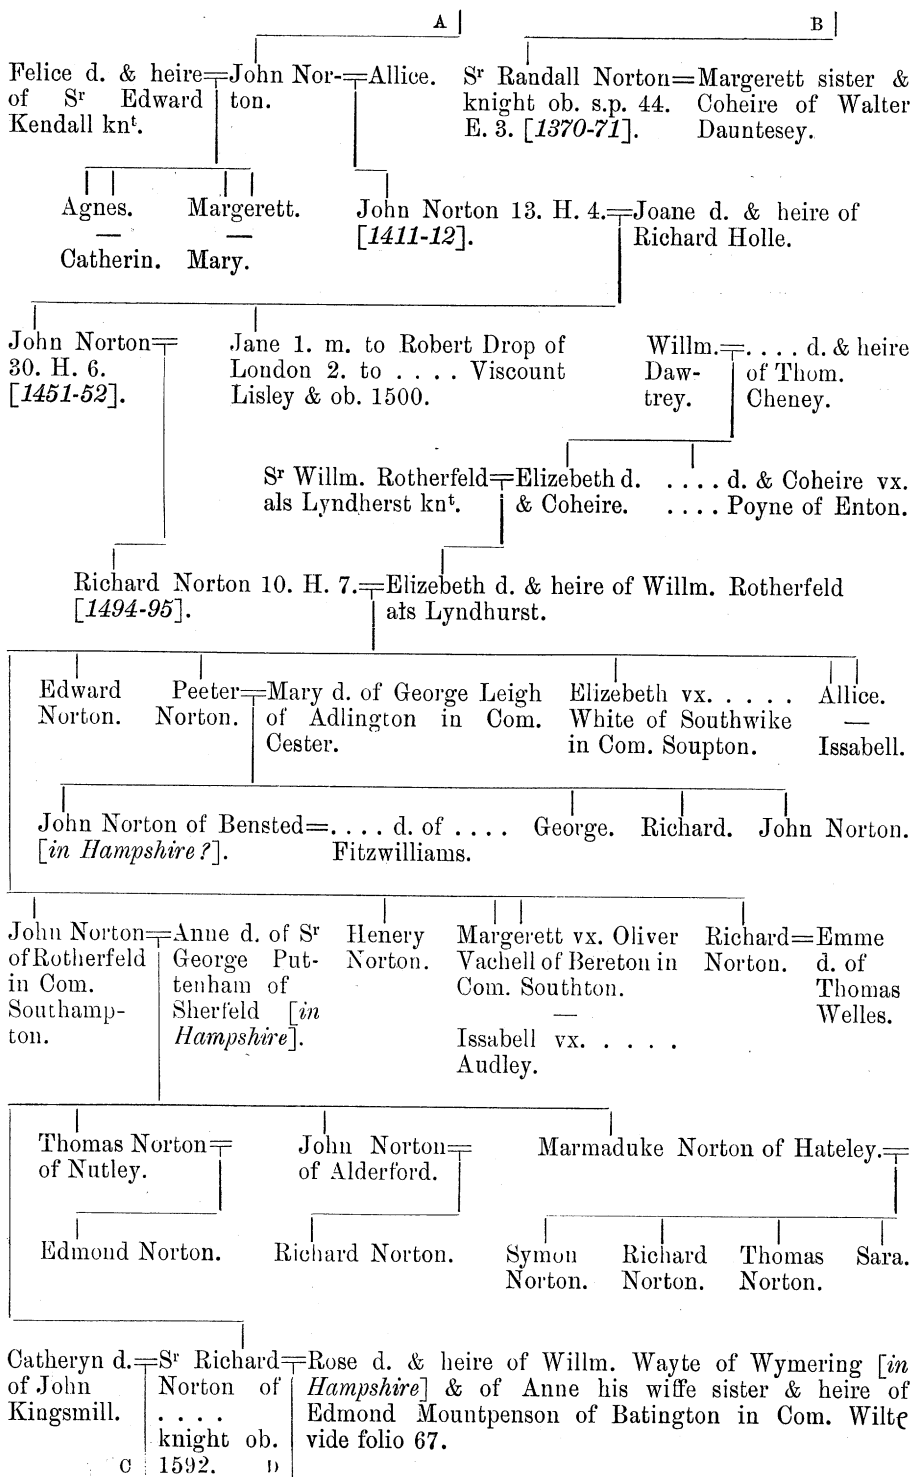 A B
Felice d. & heire=John Nor-=Allice. Sr Randall Norton=Margerett sister &
of Sr Edward ton. knight ob. s.p. 44. Coheire of Walter
Kendall knt. E. 3. [1370-71]. Dauntesey.
Agnes. Margerett. John Norton 13. H. 4.=Joane d. & heire of
— — [1411-12]. Richard Holle.
Catherin. Mary.
John Norton= Jane 1. m. to Robert Drop of Willm.=. . . . d. & heire
30. H. 6. London 2. to . . . . Viscount Daw- of Thom.
[1451-52]. Lisley & ob. 1500. trey. Cheney.
Sr Willm. Rotherfeld=Elizebeth d. . . . . d. & Coheire vx.
als Lyndherst knt. & Coheire. . . . . Poyne of Enton.
Richard Norton 10. H. 7.=Elizebeth d. & heire of Willm. Rotherfeld
[1494-95]. als Lyndhurst.
Edward Peeter=Mary d. of George Leigh Elizebeth vx. . . . . . Allice.
Norton. Norton. of Adlington in Com. White of Southwike —
Cester. in Com. Soupton. Issabell.
John Norton of Bensted=. . . . d. of . . . . George. Richard. John Norton.
[in Hampshire?]. Fitzwilliams.
John Norton=Anne d. of Sr Henery Margerett vx. Oliver Richard=Emme
of Rotherfeld George Put- Norton. Vachell of Bereton in Norton. d. of
in Com. tenham of Com. Southton. Thomas
Southamp- Sherfeld [in — Welles.
ton. Hampshire]. Issabell vx. . . . . .
Audley.
Thomas Norton= John Norton= Marmaduke Norton of Hateley.=
of Nutley. of Alderford.
Edmond Norton. Richard Norton. Symon Richard Thomas Sara.
Norton. Norton. Norton.
Catheryn d.=Sr Richard=Rose d. & heire of Willm. Wayte of Wymering [in
of John Norton of Hampshire] & of Anne his wiffe sister & heire of
Kingsmill. . . . . Edmond Mountpenson of Batington in Com. Wilte
knight ob. vide folio 67.
C 1592. D